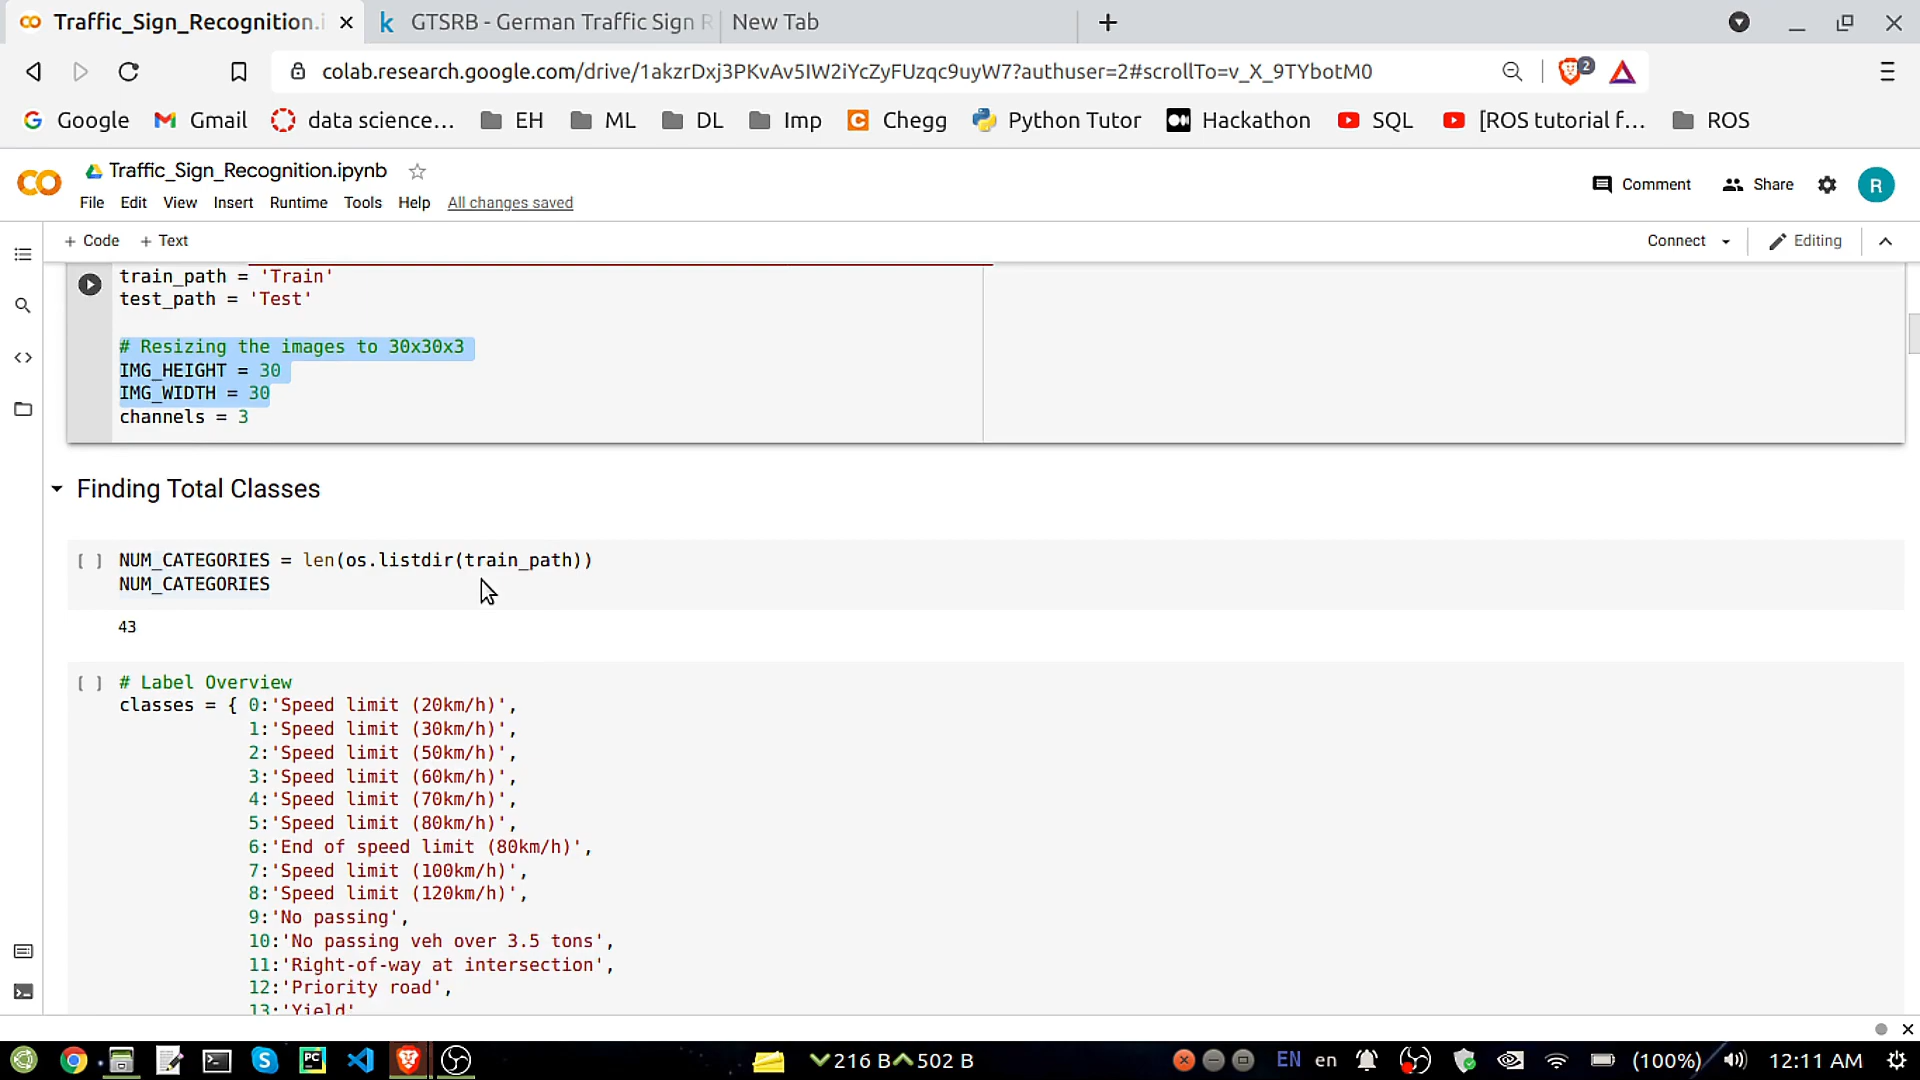 Traffic_Sign_Recognition.i
GTSRB - German Traffic Sign R
New Tab
colab.research.google.com/drive/1akzrDxj3PKvAv5IW2iYcZyFUzqc9uyW7?authuser=2#scrollTo=v_X_9TYbotM0
2
Google Gmail data science... EH ML DL Imp Chegg Python Tutor Hackathon SQL [ROS tutorial f... ROS
Traffic_Sign_Recognition.ipynb
Comment Share R
File Edit View Insert Runtime Tools Help All changes saved
+ Code + Text
Connect Editing
train_path = 'Train'
test_path = 'Test'
# Resizing the images to 30x30x3
IMG_HEIGHT = 30
IMG_WIDTH = 30
channels = 3
Finding Total Classes
[ ] NUM_CATEGORIES = len(os.listdir(train_path))
NUM_CATEGORIES
43
[ ] # Label Overview
classes = { 0:'Speed limit (20km/h)',
1:'Speed limit (30km/h)',
2:'Speed limit (50km/h)',
3:'Speed limit (60km/h)',
4:'Speed limit (70km/h)',
5:'Speed limit (80km/h)',
6:'End of speed limit (80km/h)',
7:'Speed limit (100km/h)',
8:'Speed limit (120km/h)',
9:'No passing',
10:'No passing veh over 3.5 tons',
11:'Right-of-way at intersection',
12:'Priority road',
13:'Yield'
216 B 502 B
EN en (100%) 12:11 AM